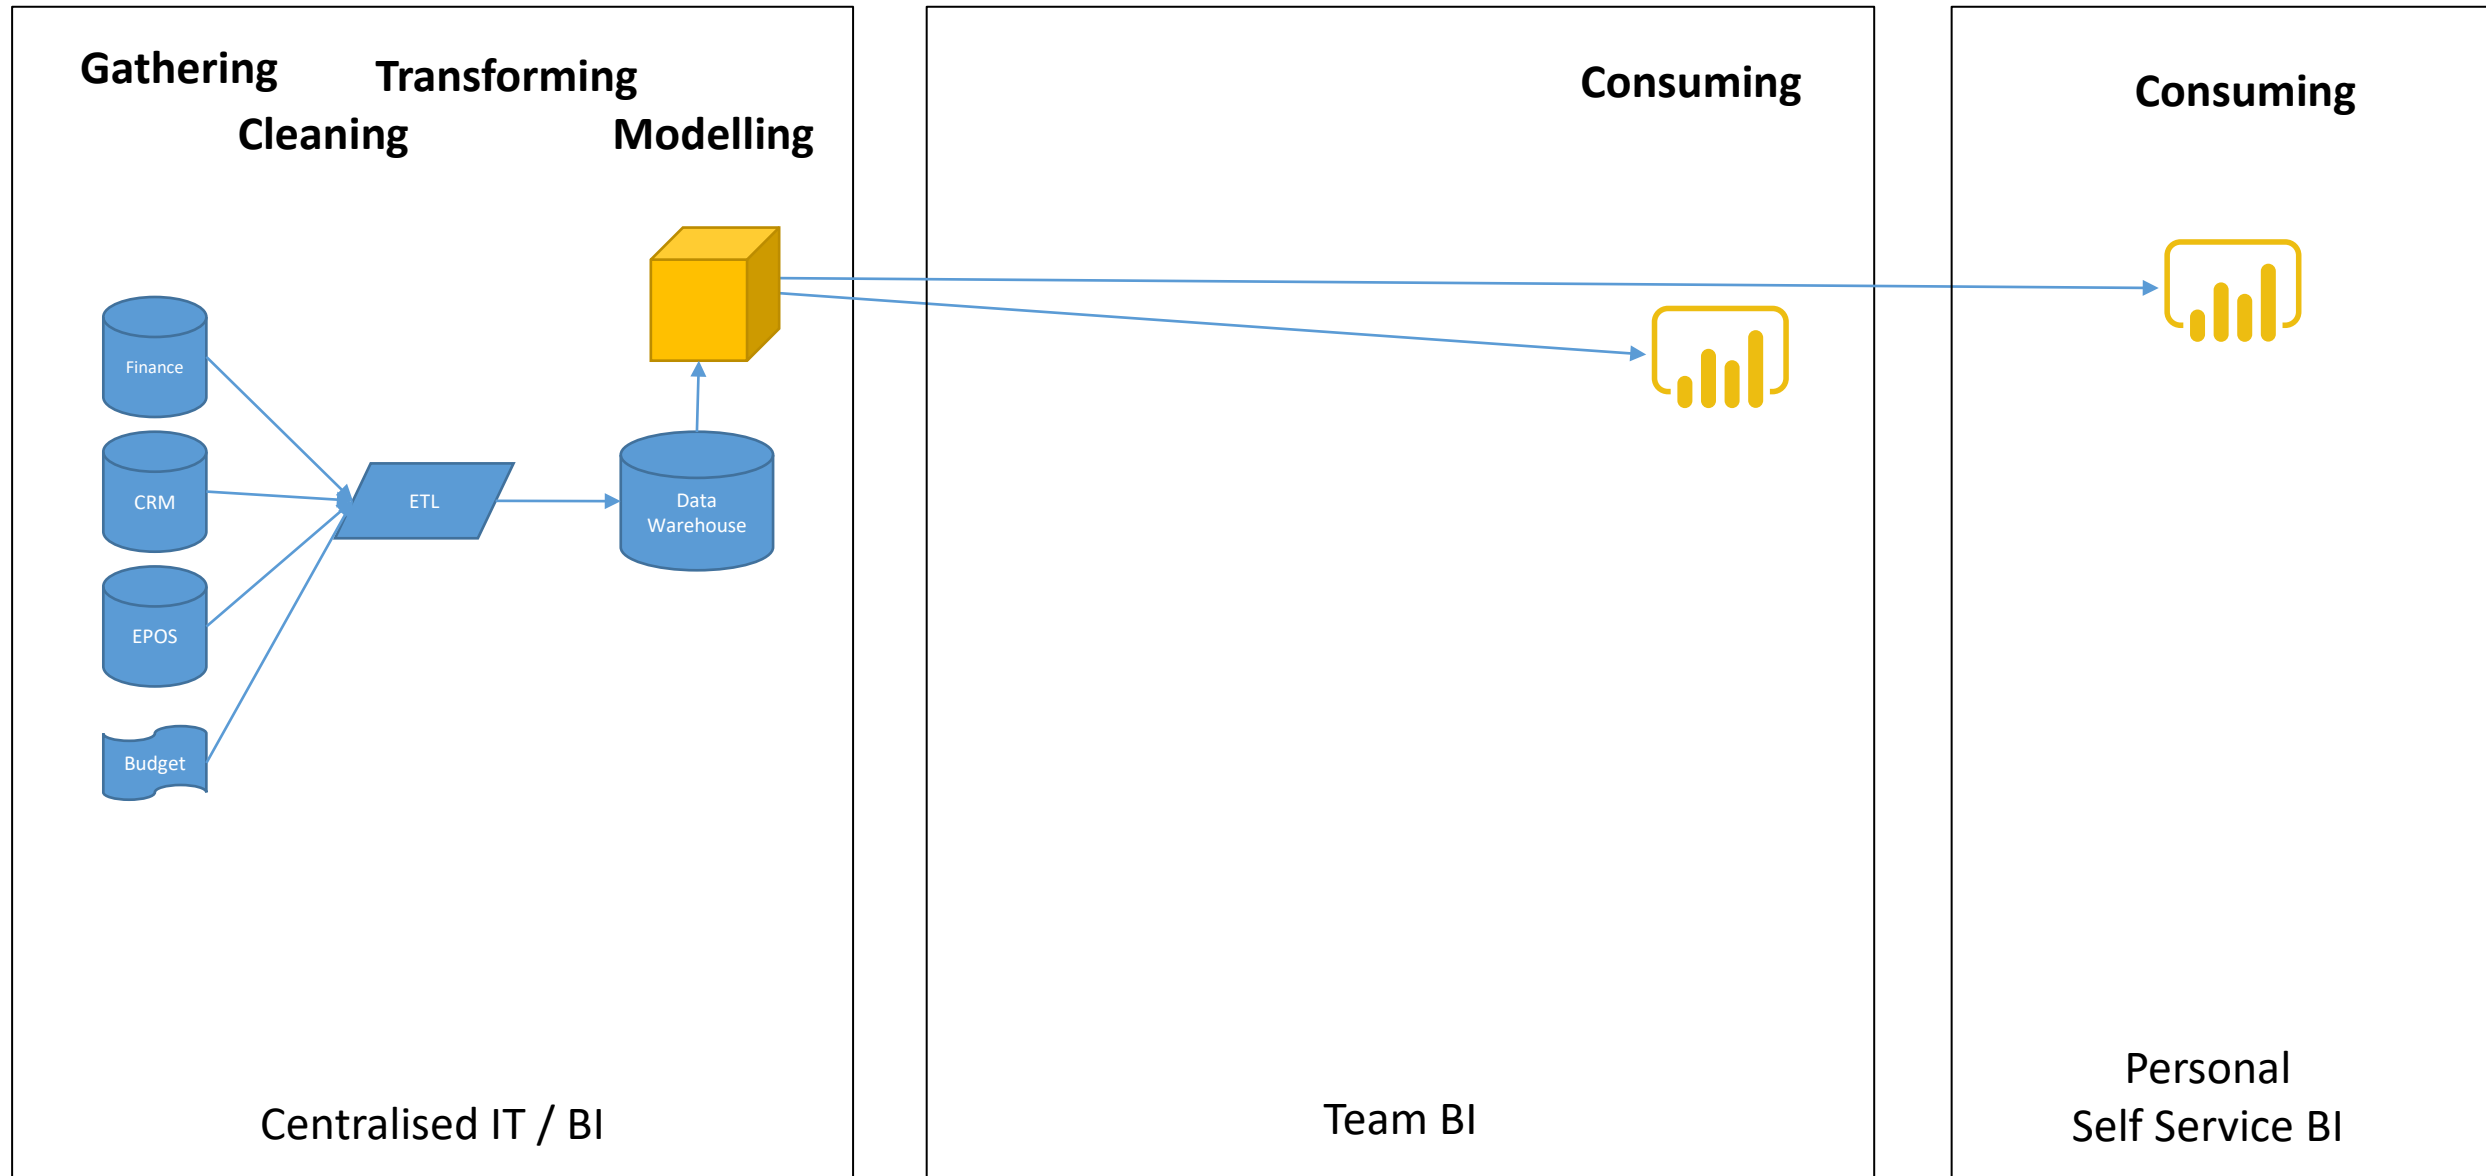 Gathering
Transforming
Cleaning
Modelling
Finance
CRM
EPOS
Budget
ETL
Data
Warehouse
Centralised IT / BI
Consuming
Team BI
Consuming
Personal
Self Service BI